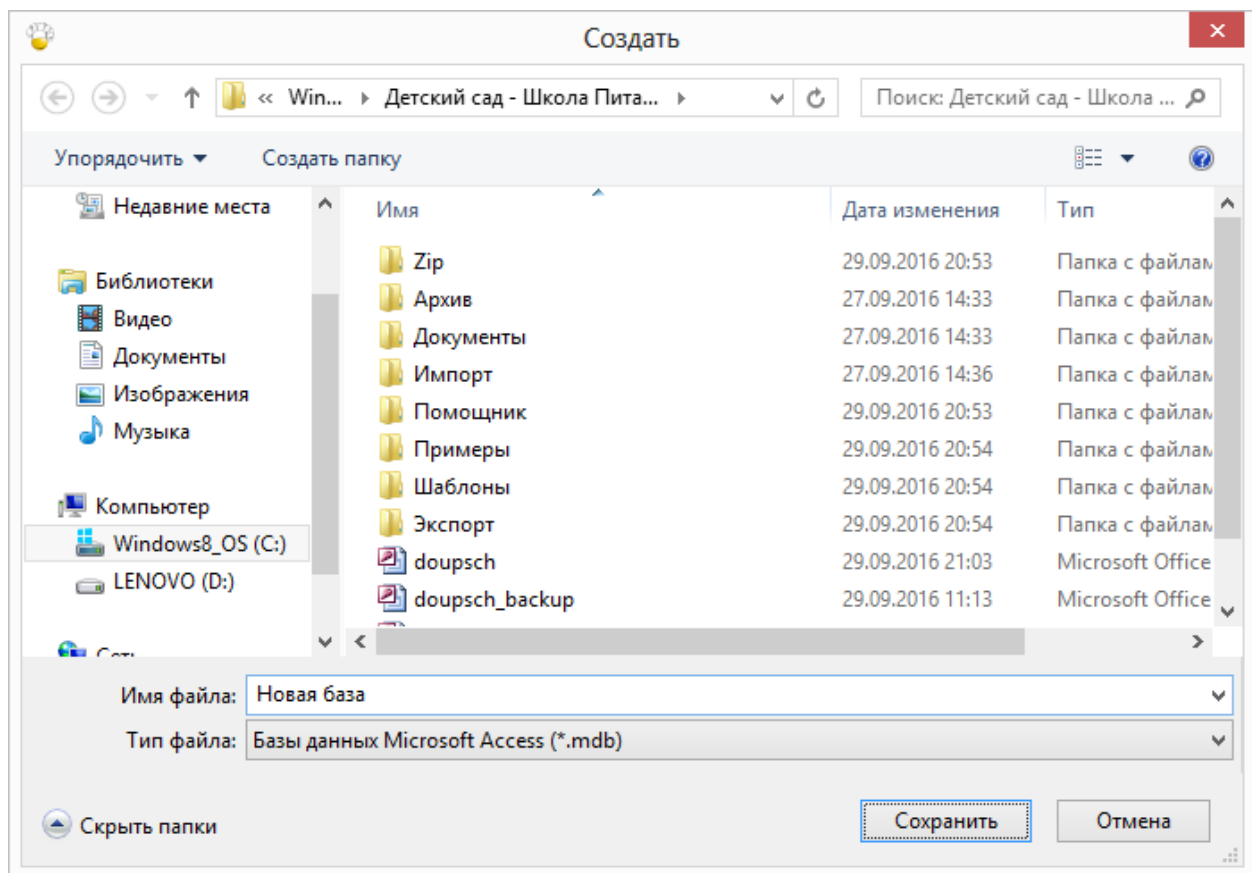 Создать
« Win... Детский сад - Школа Пита...
Поиск: Детский сад - Школа ...
Упорядочить Создать папку
Недавние места
Библиотеки
Видео
Документы
Изображения
Музыка
Компьютер
Windows8_OS (C:)
LENOVO (D:)
Имя Дата изменения Тип
Zip 29.09.2016 20:53 Папка с файлам
Архив 27.09.2016 14:33 Папка с файлам
Документы 27.09.2016 14:33 Папка с файлам
Импорт 27.09.2016 14:36 Папка с файлам
Помощник 29.09.2016 20:53 Папка с файлам
Примеры 29.09.2016 20:54 Папка с файлам
Шаблоны 29.09.2016 20:54 Папка с файлам
Экспорт 29.09.2016 20:54 Папка с файлам
doupsch 29.09.2016 21:03 Microsoft Office
doupsch_backup 29.09.2016 11:13 Microsoft Office
Имя файла: Новая база
Тип файла: Базы данных Microsoft Access (*.mdb)
Скрыть папки
Сохранить Отмена